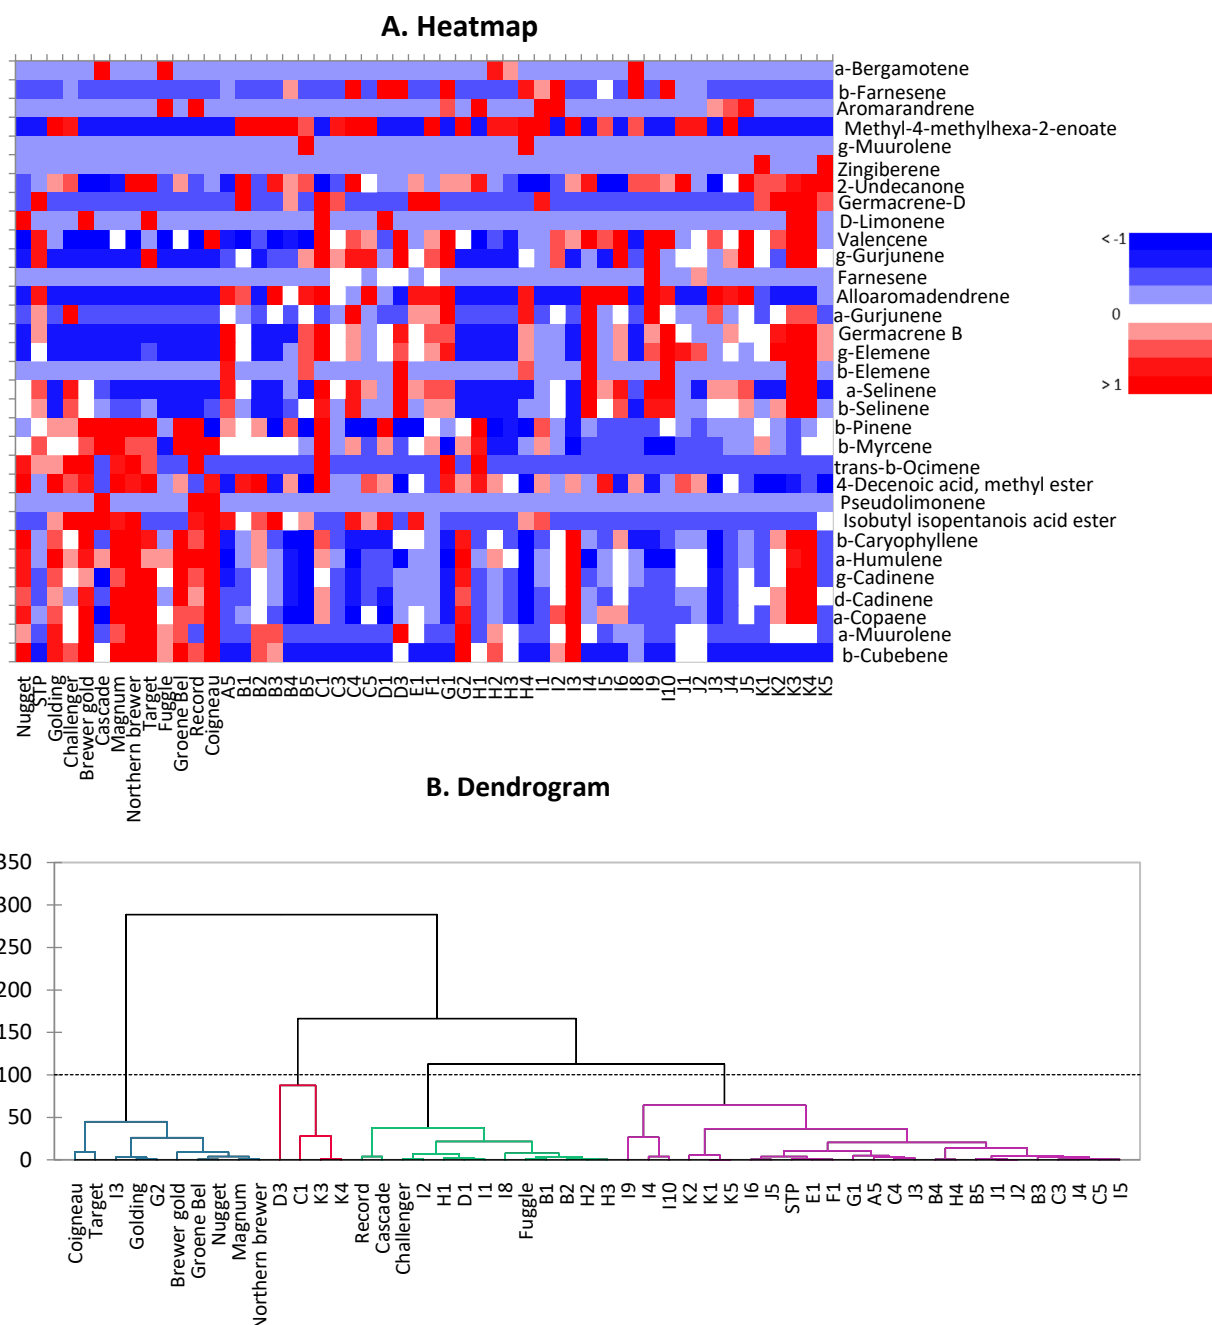 A. Heatmap
a-Bergamotene
b-Farnesene
Aromarandrene
Methyl-4-methylhexa-2-enoate
g-Muurolene
Zingiberene
2-Undecanone
Germacrene-D
D-Limonene
Valencene
g-Gurjunene
Farnesene
Alloaromadendrene
a-Gurjunene
Germacrene B
g-Elemene
b-Elemene
a-Selinene
b-Selinene
b-Pinene
b-Myrcene
trans-b-Ocimene
4-Decenoic acid, methyl ester
Pseudolimonene
Isobutyl isopentanois acid ester
b-Caryophyllene
a-Humulene
g-Cadinene
d-Cadinene
a-Copaene
a-Muurolene
b-Cubebene
< -1
0
> 1
Nugget
STP
Golding
Challenger
Brewer gold
Cascade
Magnum
Northern brewer
Target
Fuggle
Groene Bel
Record
Coigneau
A5
B1
B2
B3
B4
B5
C1
C3
C4
C5
D1
D3
E1
F1
G1
G2
H1
H2
H3
H4
I1
I2
I3
I4
I5
I6
I8
I9
I10
J1
J2
J3
J4
J5
K1
K2
K3
K4
K5
B. Dendrogram
350
300
250
200
150
100
50
0
Coigneau
Target
I3
Golding
G2
Brewer gold
Groene Bel
Nugget
Magnum
Northern brewer
D3
C1
K3
K4
Record
Cascade
Challenger
I2
H1
D1
I1
I8
Fuggle
B1
B2
H2
H3
I9
I4
I10
K2
K1
K5
I6
J5
STP
E1
F1
G1
A5
C4
J3
B4
H4
B5
J1
J2
B3
C3
J4
C5
I5